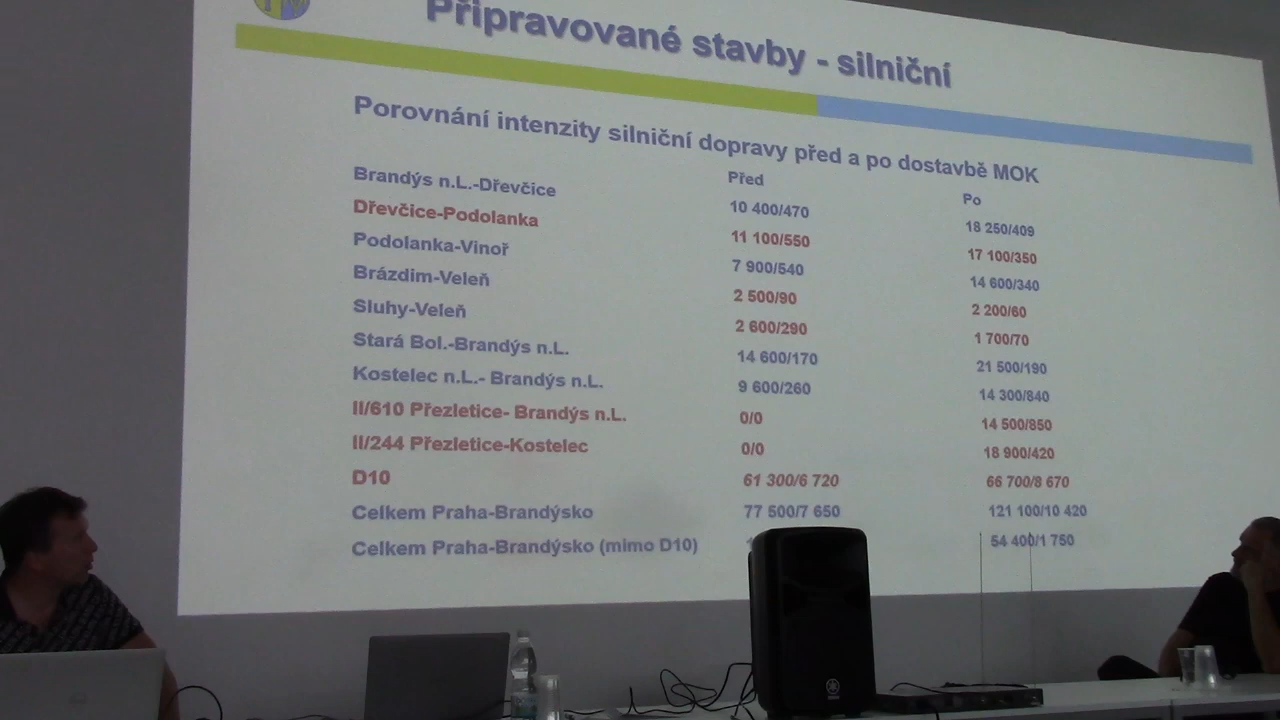 Připravované stavby - silniční
Porovnání intenzity silniční dopravy před a po dostavbě MOK
Před Po
Brandýs n.L.-Dřevčice 10 400/470 18 250/409
Dřevčice-Podolanka 11 100/550 17 100/350
Podolanka-Vinoř 7 900/540 14 600/340
Brázdim-Veleň 2 500/90 2 200/60
Sluhy-Veleň 2 600/290 1 700/70
Stará Bol.-Brandýs n.L. 14 600/170 21 500/190
Kostelec n.L.- Brandýs n.L. 9 600/260 14 300/840
II/610 Přezletice- Brandýs n.L. 0/0 14 500/850
II/244 Přezletice-Kostelec 0/0 18 900/420
D10 61 300/6 720 66 700/8 670
Celkem Praha-Brandýsko 77 500/7 650 121 100/10 420
Celkem Praha-Brandýsko (mimo D10) 54 400/1 750